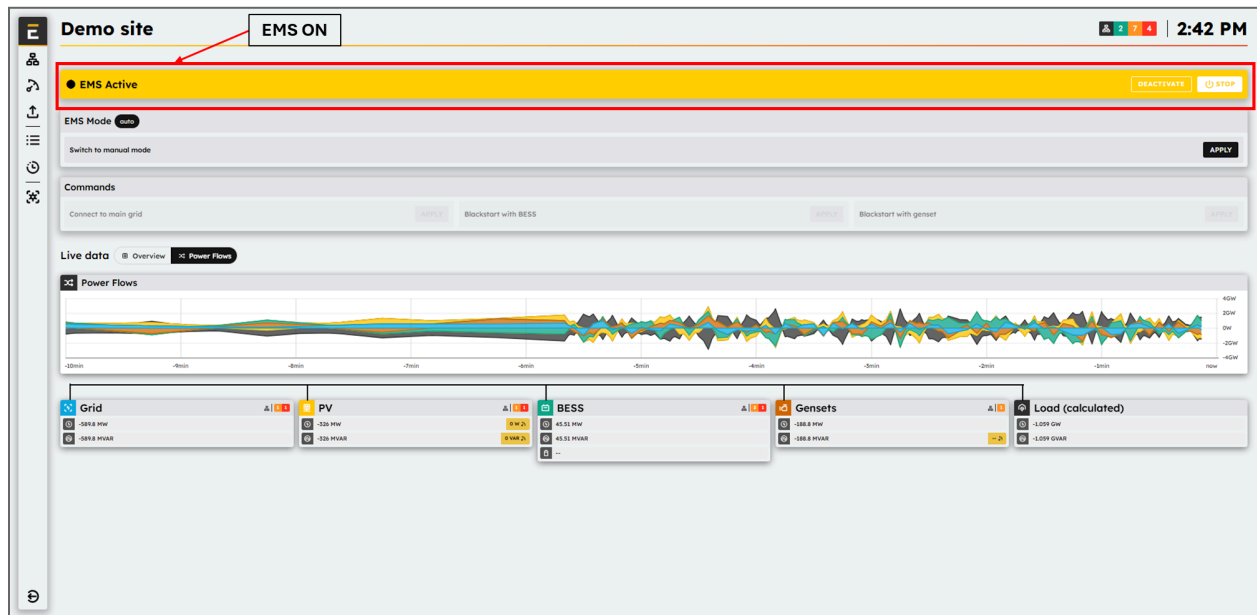 Demo site
EMS ON
2 7 4
2:42 PM
EMS Active
DEACTIVATE
STOP
EMS Mode auto
Switch to manual mode
APPLY
Commands
Connect to main grid
APPLY
Blackstart with BESS
APPLY
Blackstart with genset
APPLY
Live data
Overview
Power Flows
Power Flows
4GW
2GW
0W
-2GW
-4GW
-10min -9min -8min -7min -6min -5min -4min -3min -2min -1min now
Grid
-589.8 MW
-589.8 MVAR
PV
-326 MW
0 W
-326 MVAR
0 VAR
BESS
45.51 MW
45.51 MVAR
--
Gensets
-188.8 MW
-188.8 MVAR
--
Load (calculated)
-1.059 GW
-1.059 GVAR